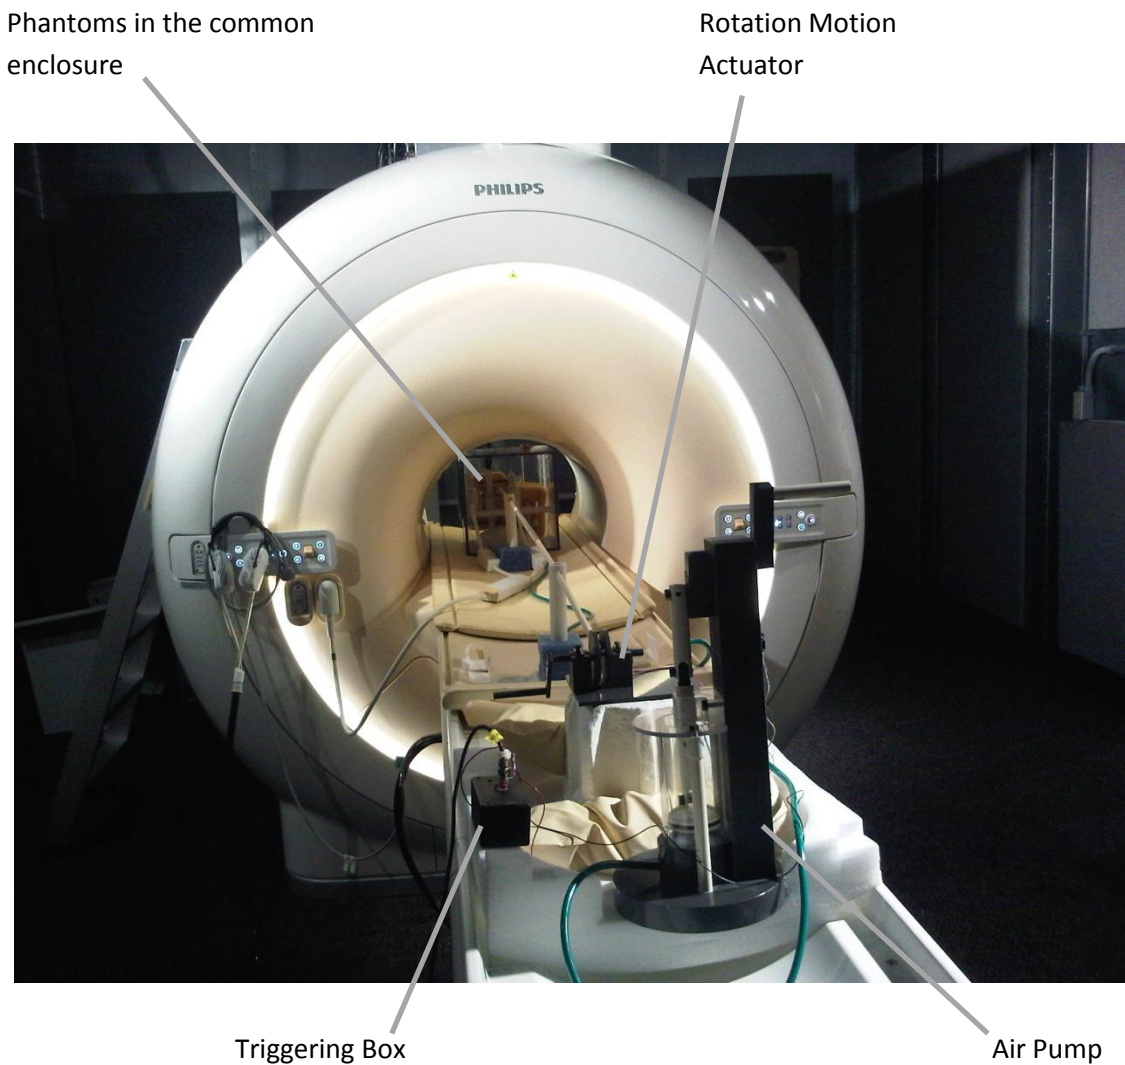 Phantoms in the common
enclosure
Rotation Motion
Actuator
PHILIPS
Triggering Box
Air Pump